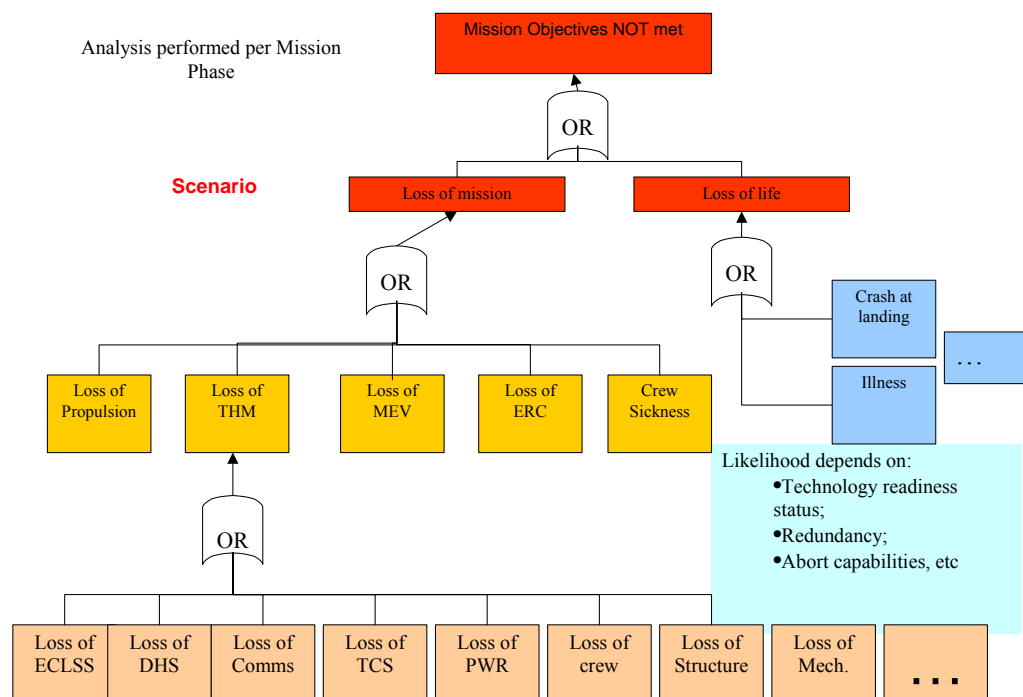 Mission Objectives NOT met
Analysis performed per Mission
Phase
OR
Scenario
Loss of mission
Loss of life
OR
OR
Crash at
landing
...
Loss of
Propulsion
Loss of
THM
Loss of
MEV
Loss of
ERC
Crew
Sickness
Illness
Likelihood depends on:
•Technology readiness
status;
•Redundancy;
•Abort capabilities, etc
OR
Loss of
ECLSS
Loss of
DHS
Loss of
Comms
Loss of
TCS
Loss of
PWR
Loss of
crew
Loss of
Structure
Loss of
Mech.
...